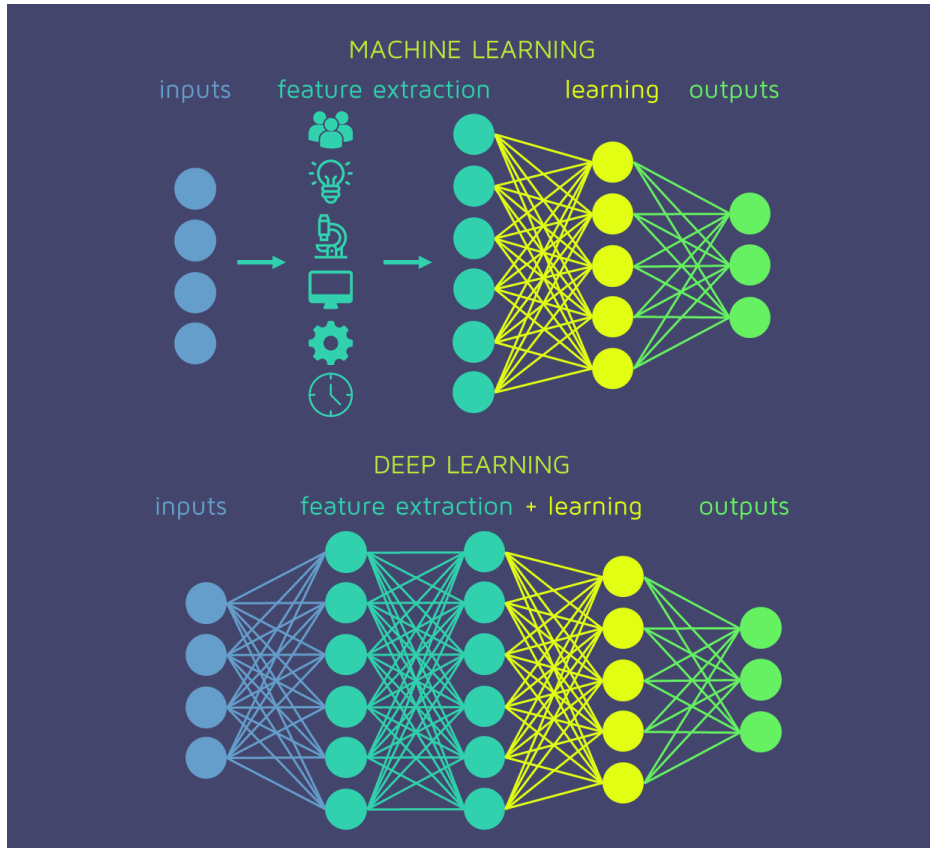 MACHINE LEARNING
inputs feature extraction learning outputs
DEEP LEARNING
inputs feature extraction + learning outputs